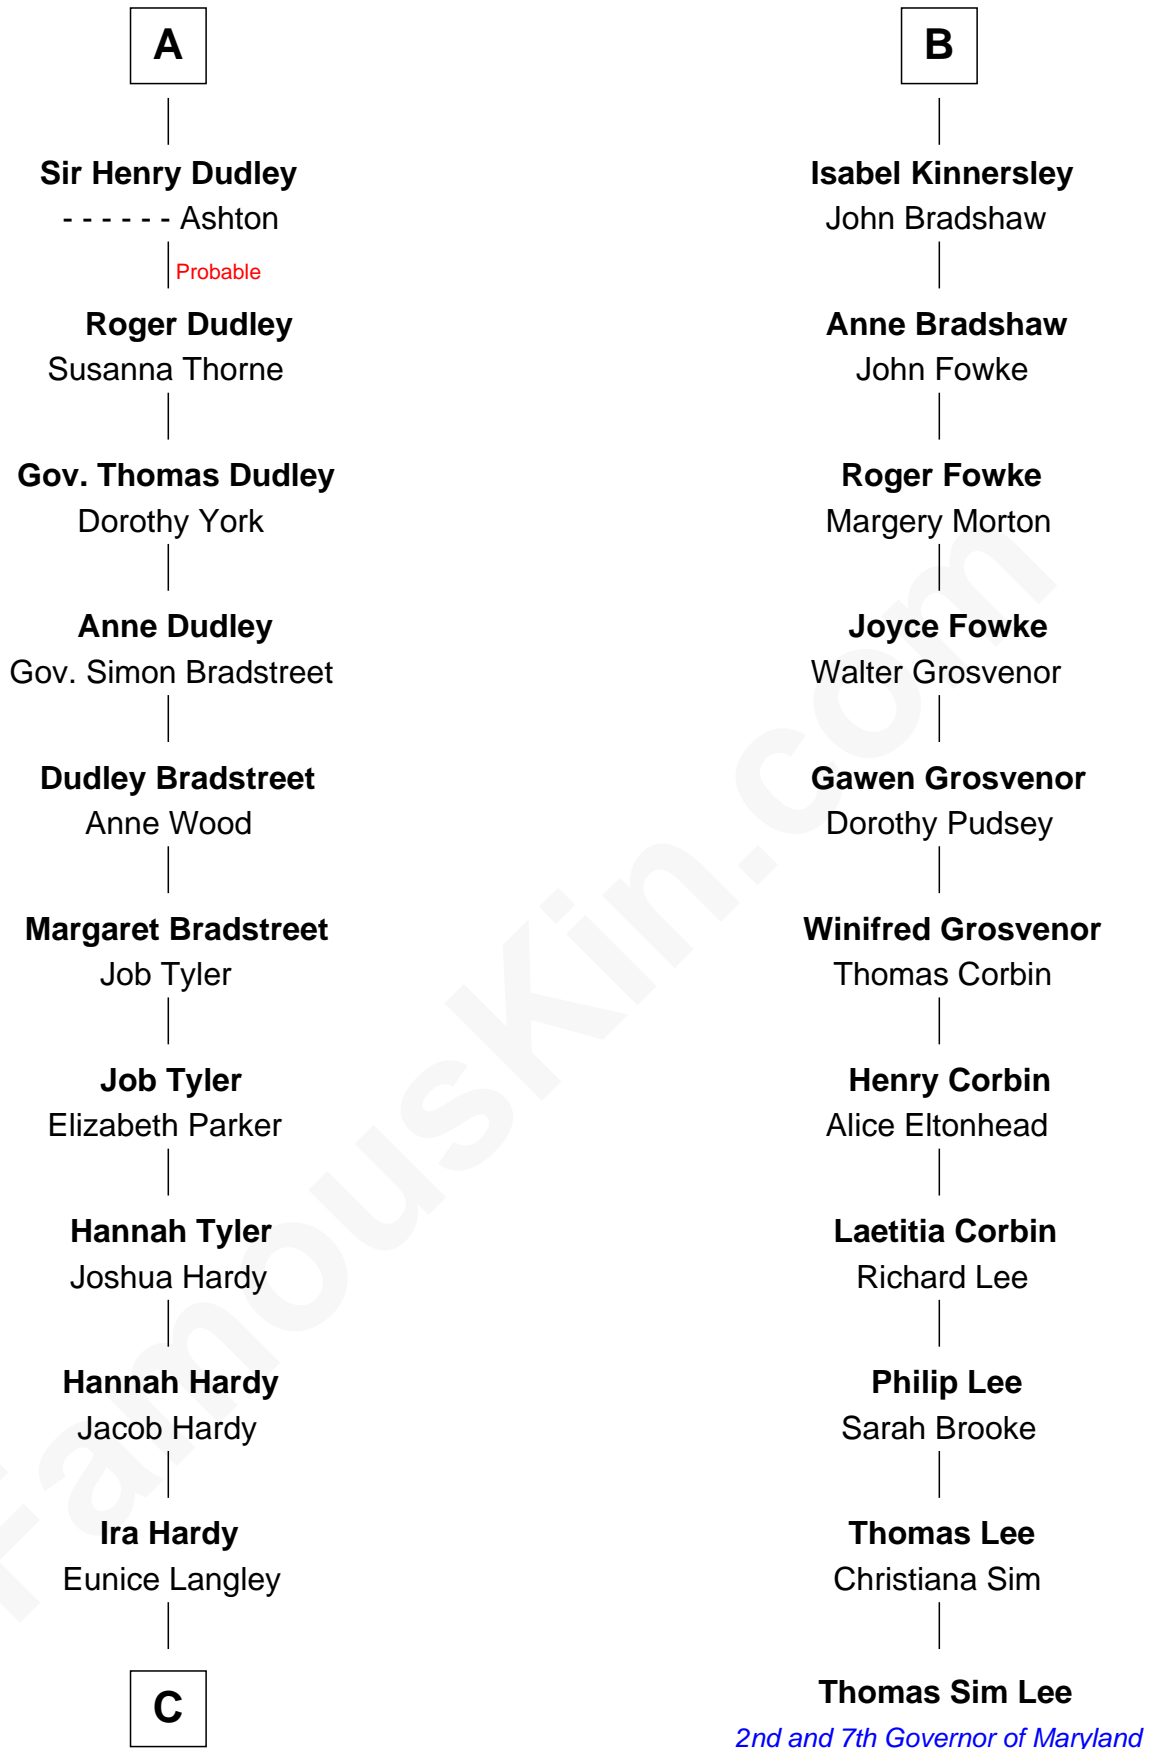 A
Sir Henry Dudley
- - - - - - Ashton
Probable
Roger Dudley
Susanna Thorne
Gov. Thomas Dudley
Dorothy York
Anne Dudley
Gov. Simon Bradstreet
Dudley Bradstreet
Anne Wood
Margaret Bradstreet
Job Tyler
Job Tyler
Elizabeth Parker
Hannah Tyler
Joshua Hardy
Hannah Hardy
Jacob Hardy
Ira Hardy
Eunice Langley
C
B
Isabel Kinnersley
John Bradshaw
Anne Bradshaw
John Fowke
Roger Fowke
Margery Morton
Joyce Fowke
Walter Grosvenor
Gawen Grosvenor
Dorothy Pudsey
Winifred Grosvenor
Thomas Corbin
Henry Corbin
Alice Eltonhead
Laetitia Corbin
Richard Lee
Philip Lee
Sarah Brooke
Thomas Lee
Christiana Sim
Thomas Sim Lee
2nd and 7th Governor of Maryland
FamousKin.com